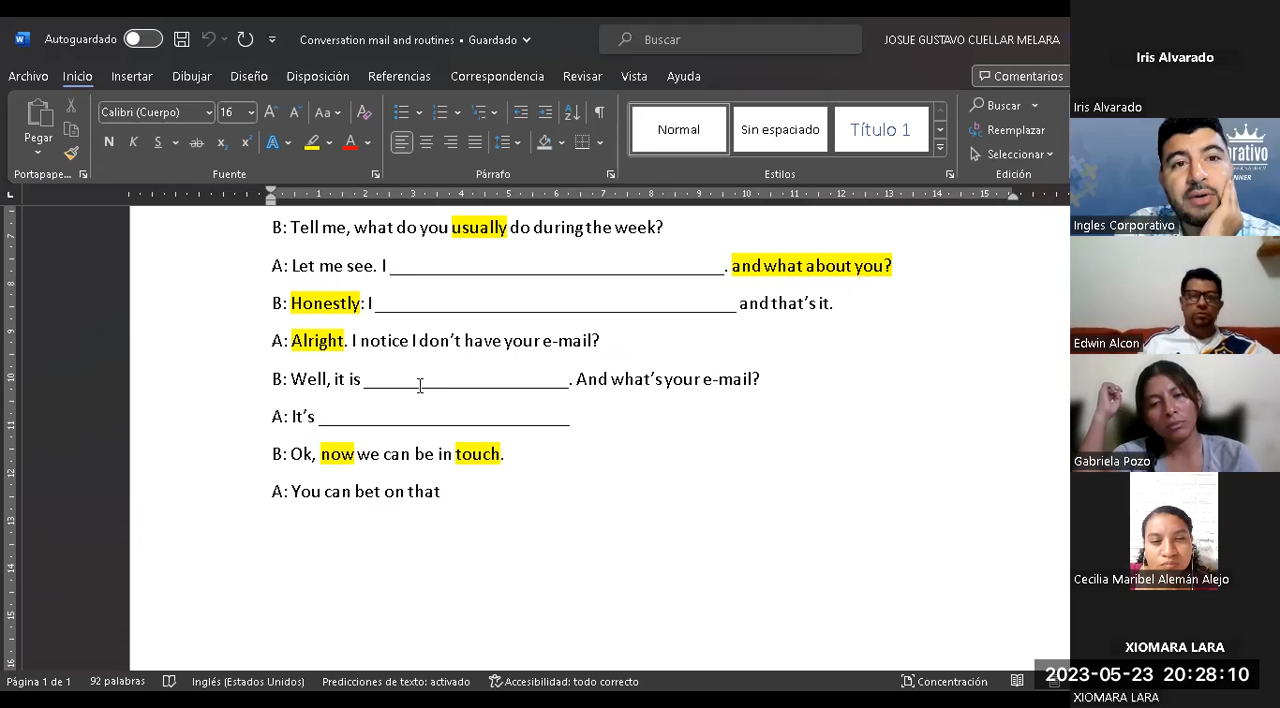 Autoguardado
Conversation mail and routines • Guardado
Buscar
JOSUE GUSTAVO CUELLAR MELARA
Archivo Inicio Insertar Dibujar Diseño Disposición Referencias Correspondencia Revisar Vista Ayuda
Comentarios
Pegar
Calibri (Cuerpo) 16
Normal
Sin espaciado
Título 1
Buscar
Reemplazar
Seleccionar
Portapape...
Fuente
Párrafo
Estilos
Edición
B: Tell me, what do you usually do during the week?
A: Let me see. I ___________________________________. and what about you?
B: Honestly: I ______________________________________ and that's it.
A: Alright. I notice I don't have your e-mail?
B: Well, it is ______________________. And what's your e-mail?
A: It's ___________________________
B: Ok, now we can be in touch.
A: You can bet on that
Página 1 de 1
92 palabras
Inglés (Estados Unidos)
Predicciones de texto: activado
Accesibilidad: todo correcto
Concentración
Iris Alvarado
Iris Alvarado
Ingles Corporativo
Edwin Alcon
Gabriela Pozo
Cecilia Maribel Alemán Alejo
XIOMARA LARA
2023-05-23 20:28:10
XIOMARA LARA